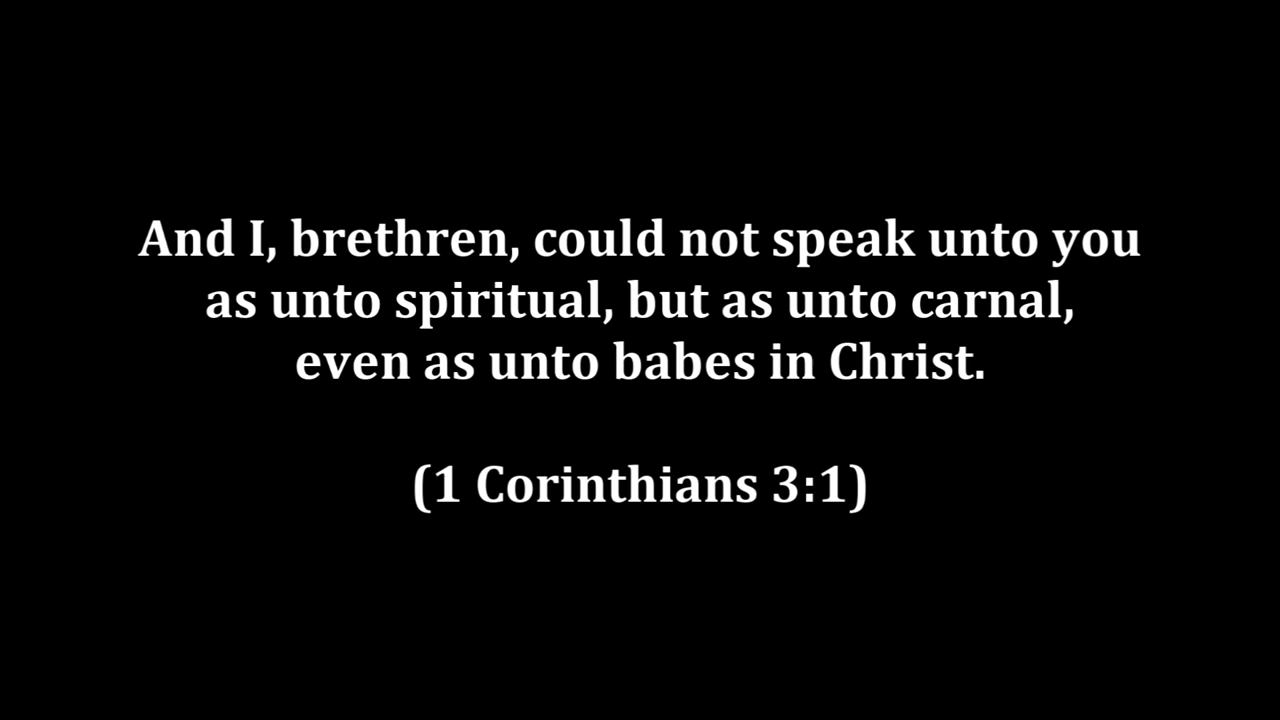 And I, brethren, could not speak unto you
as unto spiritual, but as unto carnal,
even as unto babes in Christ.
(1 Corinthians 3:1)